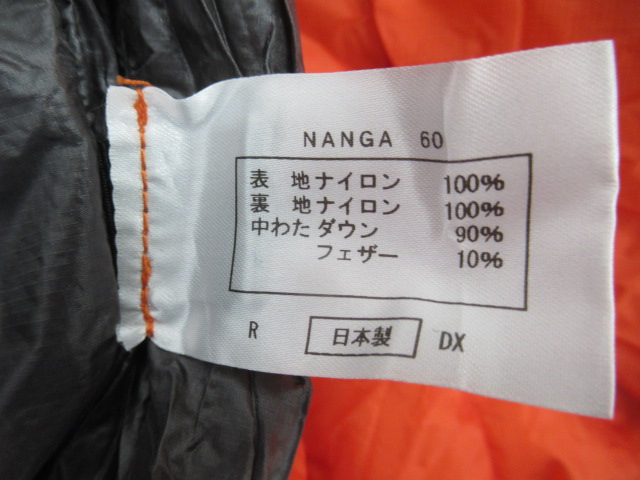 NANGA 60
表 地ナイロン 100%
裏 地ナイロン 100%
中わたダウン 90%
フェザー 10%
R 日本製 DX